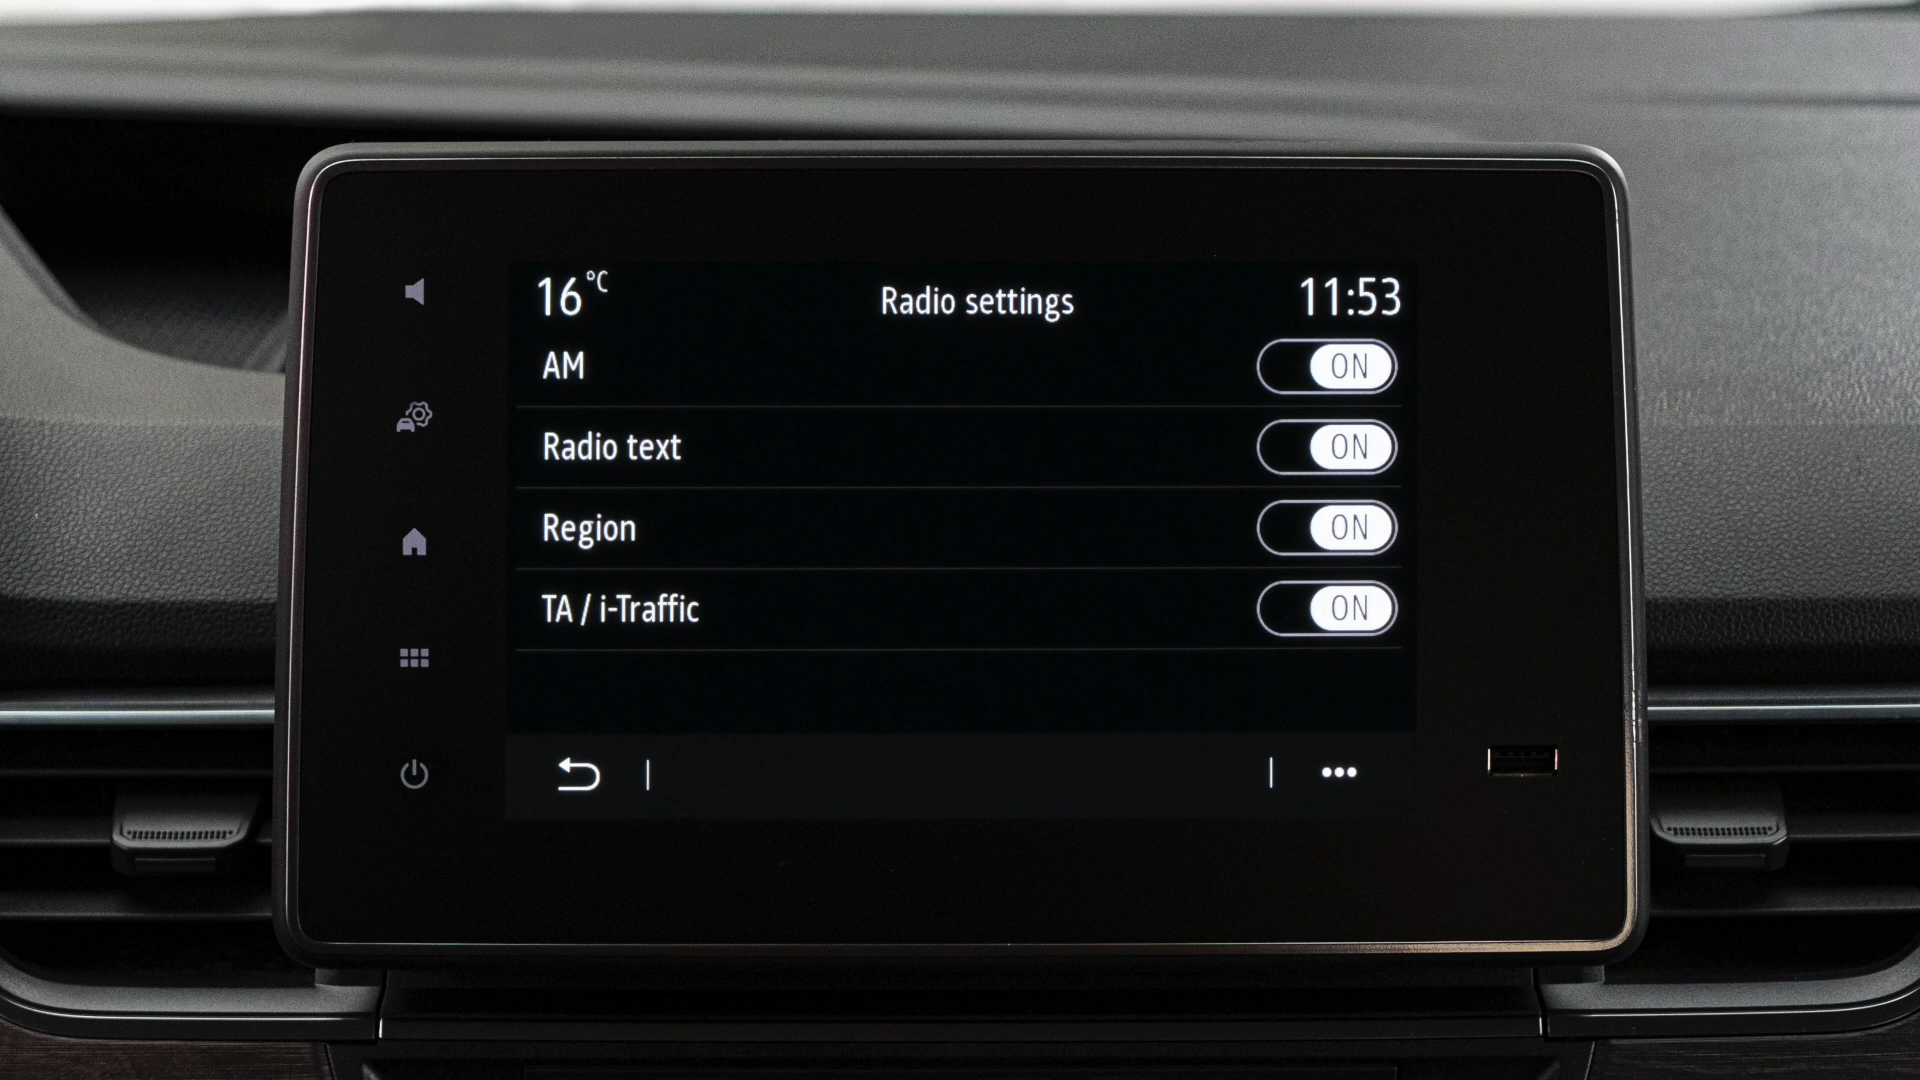 16 °C Radio settings 11:53
AM ON
Radio text ON
Region ON
TA / i-Traffic ON